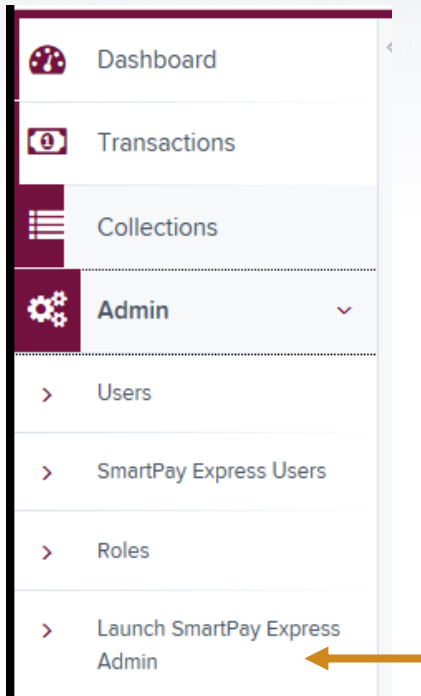 Dashboard
Transactions
Collections
Admin
Users
SmartPay Express Users
Roles
Launch SmartPay Express
Admin